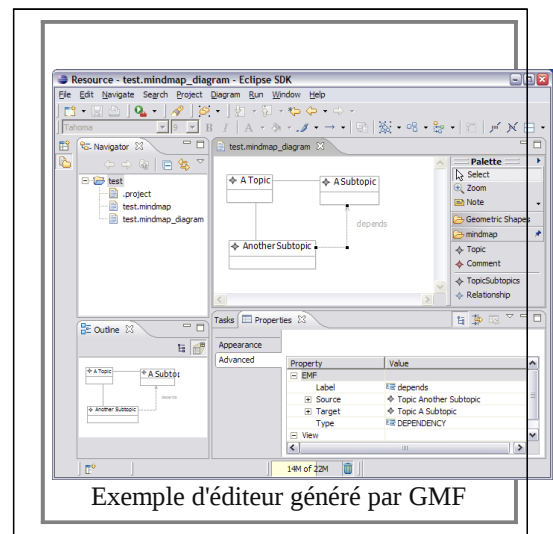 Resource - test.mindmap_diagram - Eclipse SDK
File Edit Navigate Search Project Diagram Run Window Help
Tahoma 9 B I A
Navigator
test
.project
test.mindmap
test.mindmap_diagram
test.mindmap_diagram
A Topic
A Subtopic
depends
Another Subtopic
Palette
Select
Zoom
Note
Geometric Shapes
mindmap
Topic
Comment
TopicSubtopics
Relationship
Outline
A Topic
A Subtop
Another Subtopic
Tasks Properties
Appearance
Advanced
Property Value
EMF
Label depends
Source Topic Another Subtopic
Target Topic A Subtopic
Type DEPENDENCY
View
14M of 22M
Exemple d'éditeur généré par GMF